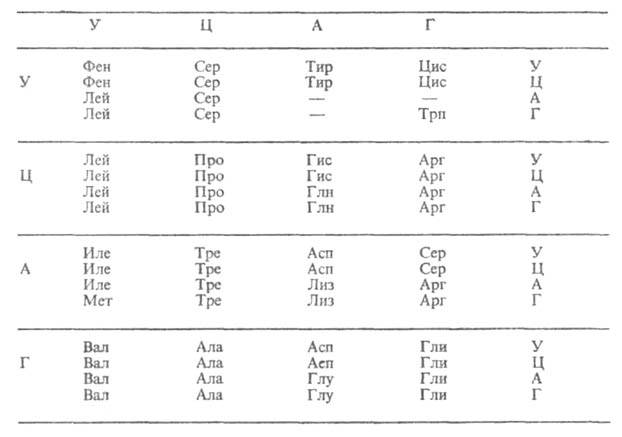 У Ц А Г
Фен Сер Тир Цис У
У Фен Сер Тир Цис Ц
Лей Сер — — А
Лей Сер — Трп Г
Лей Про Гис Арг У
Ц Лей Про Гис Арг Ц
Лей Про Глн Арг А
Лей Про Глн Арг Г
Иле Тре Асп Сер У
А Иле Тре Асп Сер Ц
Иле Тре Лиз Арг А
Мет Тре Лиз Арг Г
Вал Ала Асп Гли У
Г Вал Ала Аеп Гли Ц
Вал Ала Глу Гли А
Вал Ала Глу Гли Г